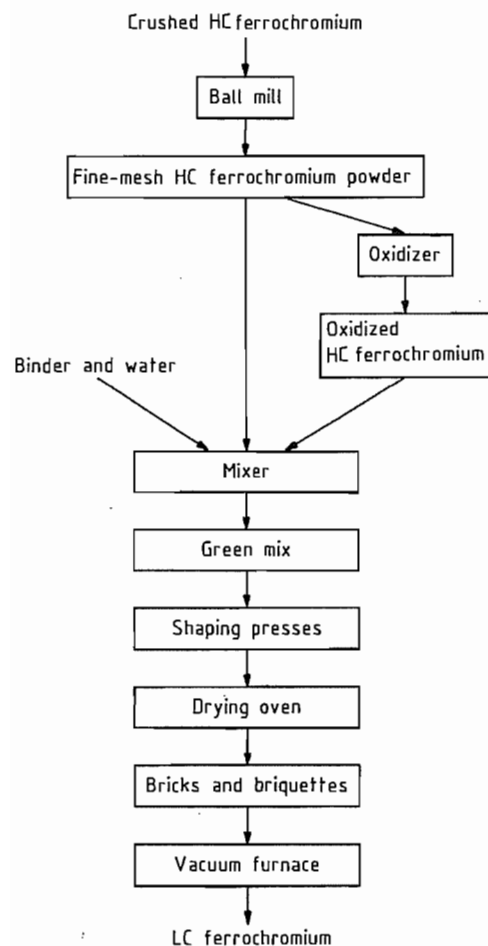 Crushed HC ferrochromium
Ball mill
Fine-mesh HC ferrochromium powder
Oxidizer
Oxidized
HC ferrochromium
Binder and water
Mixer
Green mix
Shaping presses
Drying oven
Bricks and briquettes
Vacuum furnace
LC ferrochromium